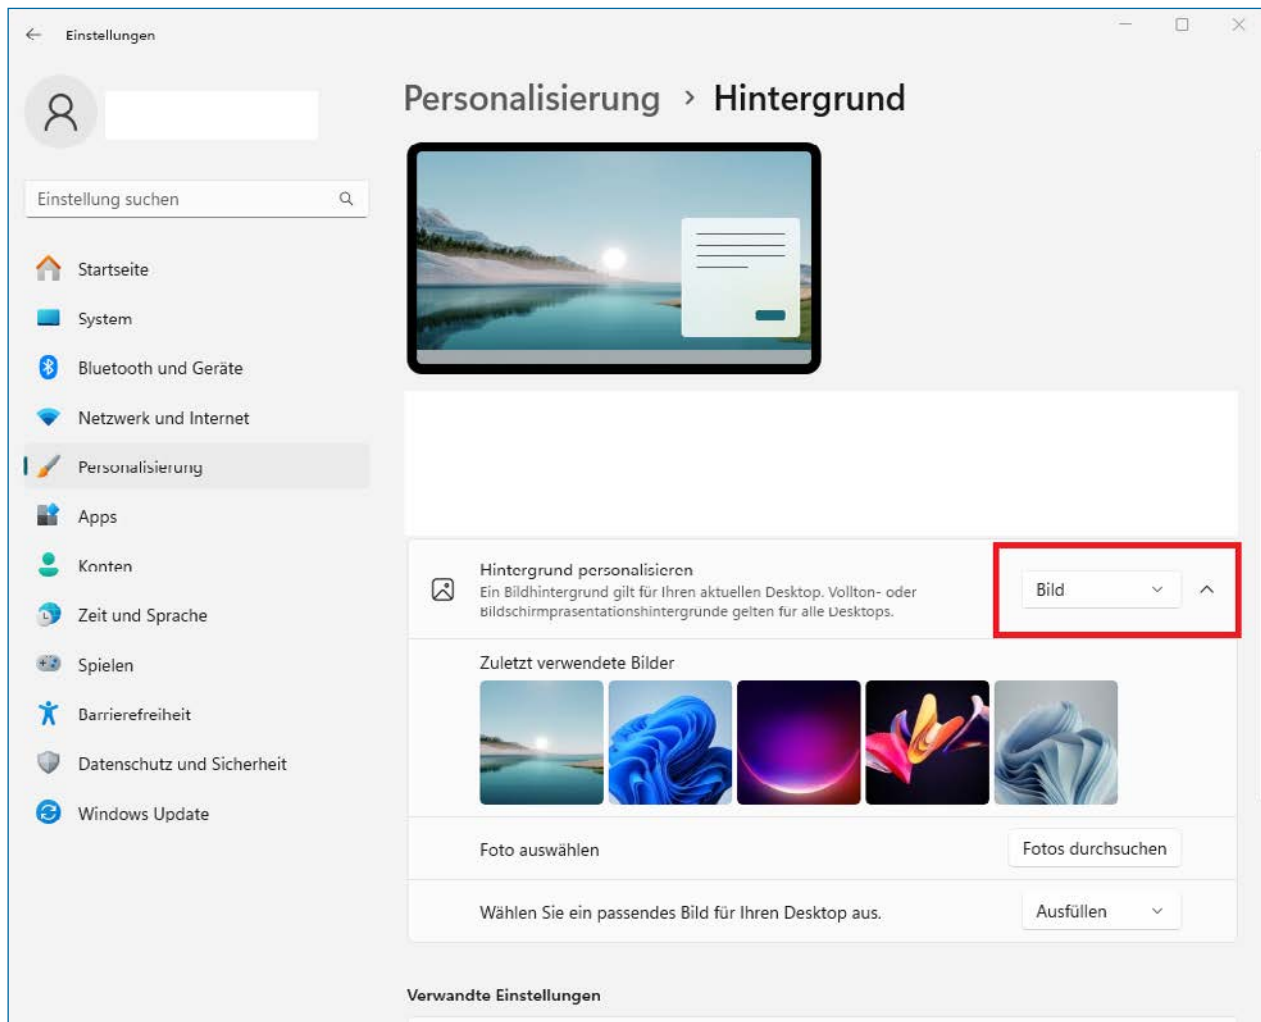 Einstellungen
Personalisierung > Hintergrund
Einstellung suchen
Startseite
System
Bluetooth und Geräte
Netzwerk und Internet
Personalisierung
Apps
Konten
Zeit und Sprache
Spielen
Barrierefreiheit
Datenschutz und Sicherheit
Windows Update
Hintergrund personalisieren
Ein Bildhintergrund gilt für Ihren aktuellen Desktop. Vollton- oder
Bildschirmpräsentationshintergründe gelten für alle Desktops.
Bild
Zuletzt verwendete Bilder
Foto auswählen
Fotos durchsuchen
Wählen Sie ein passendes Bild für Ihren Desktop aus.
Ausfüllen
Verwandte Einstellungen